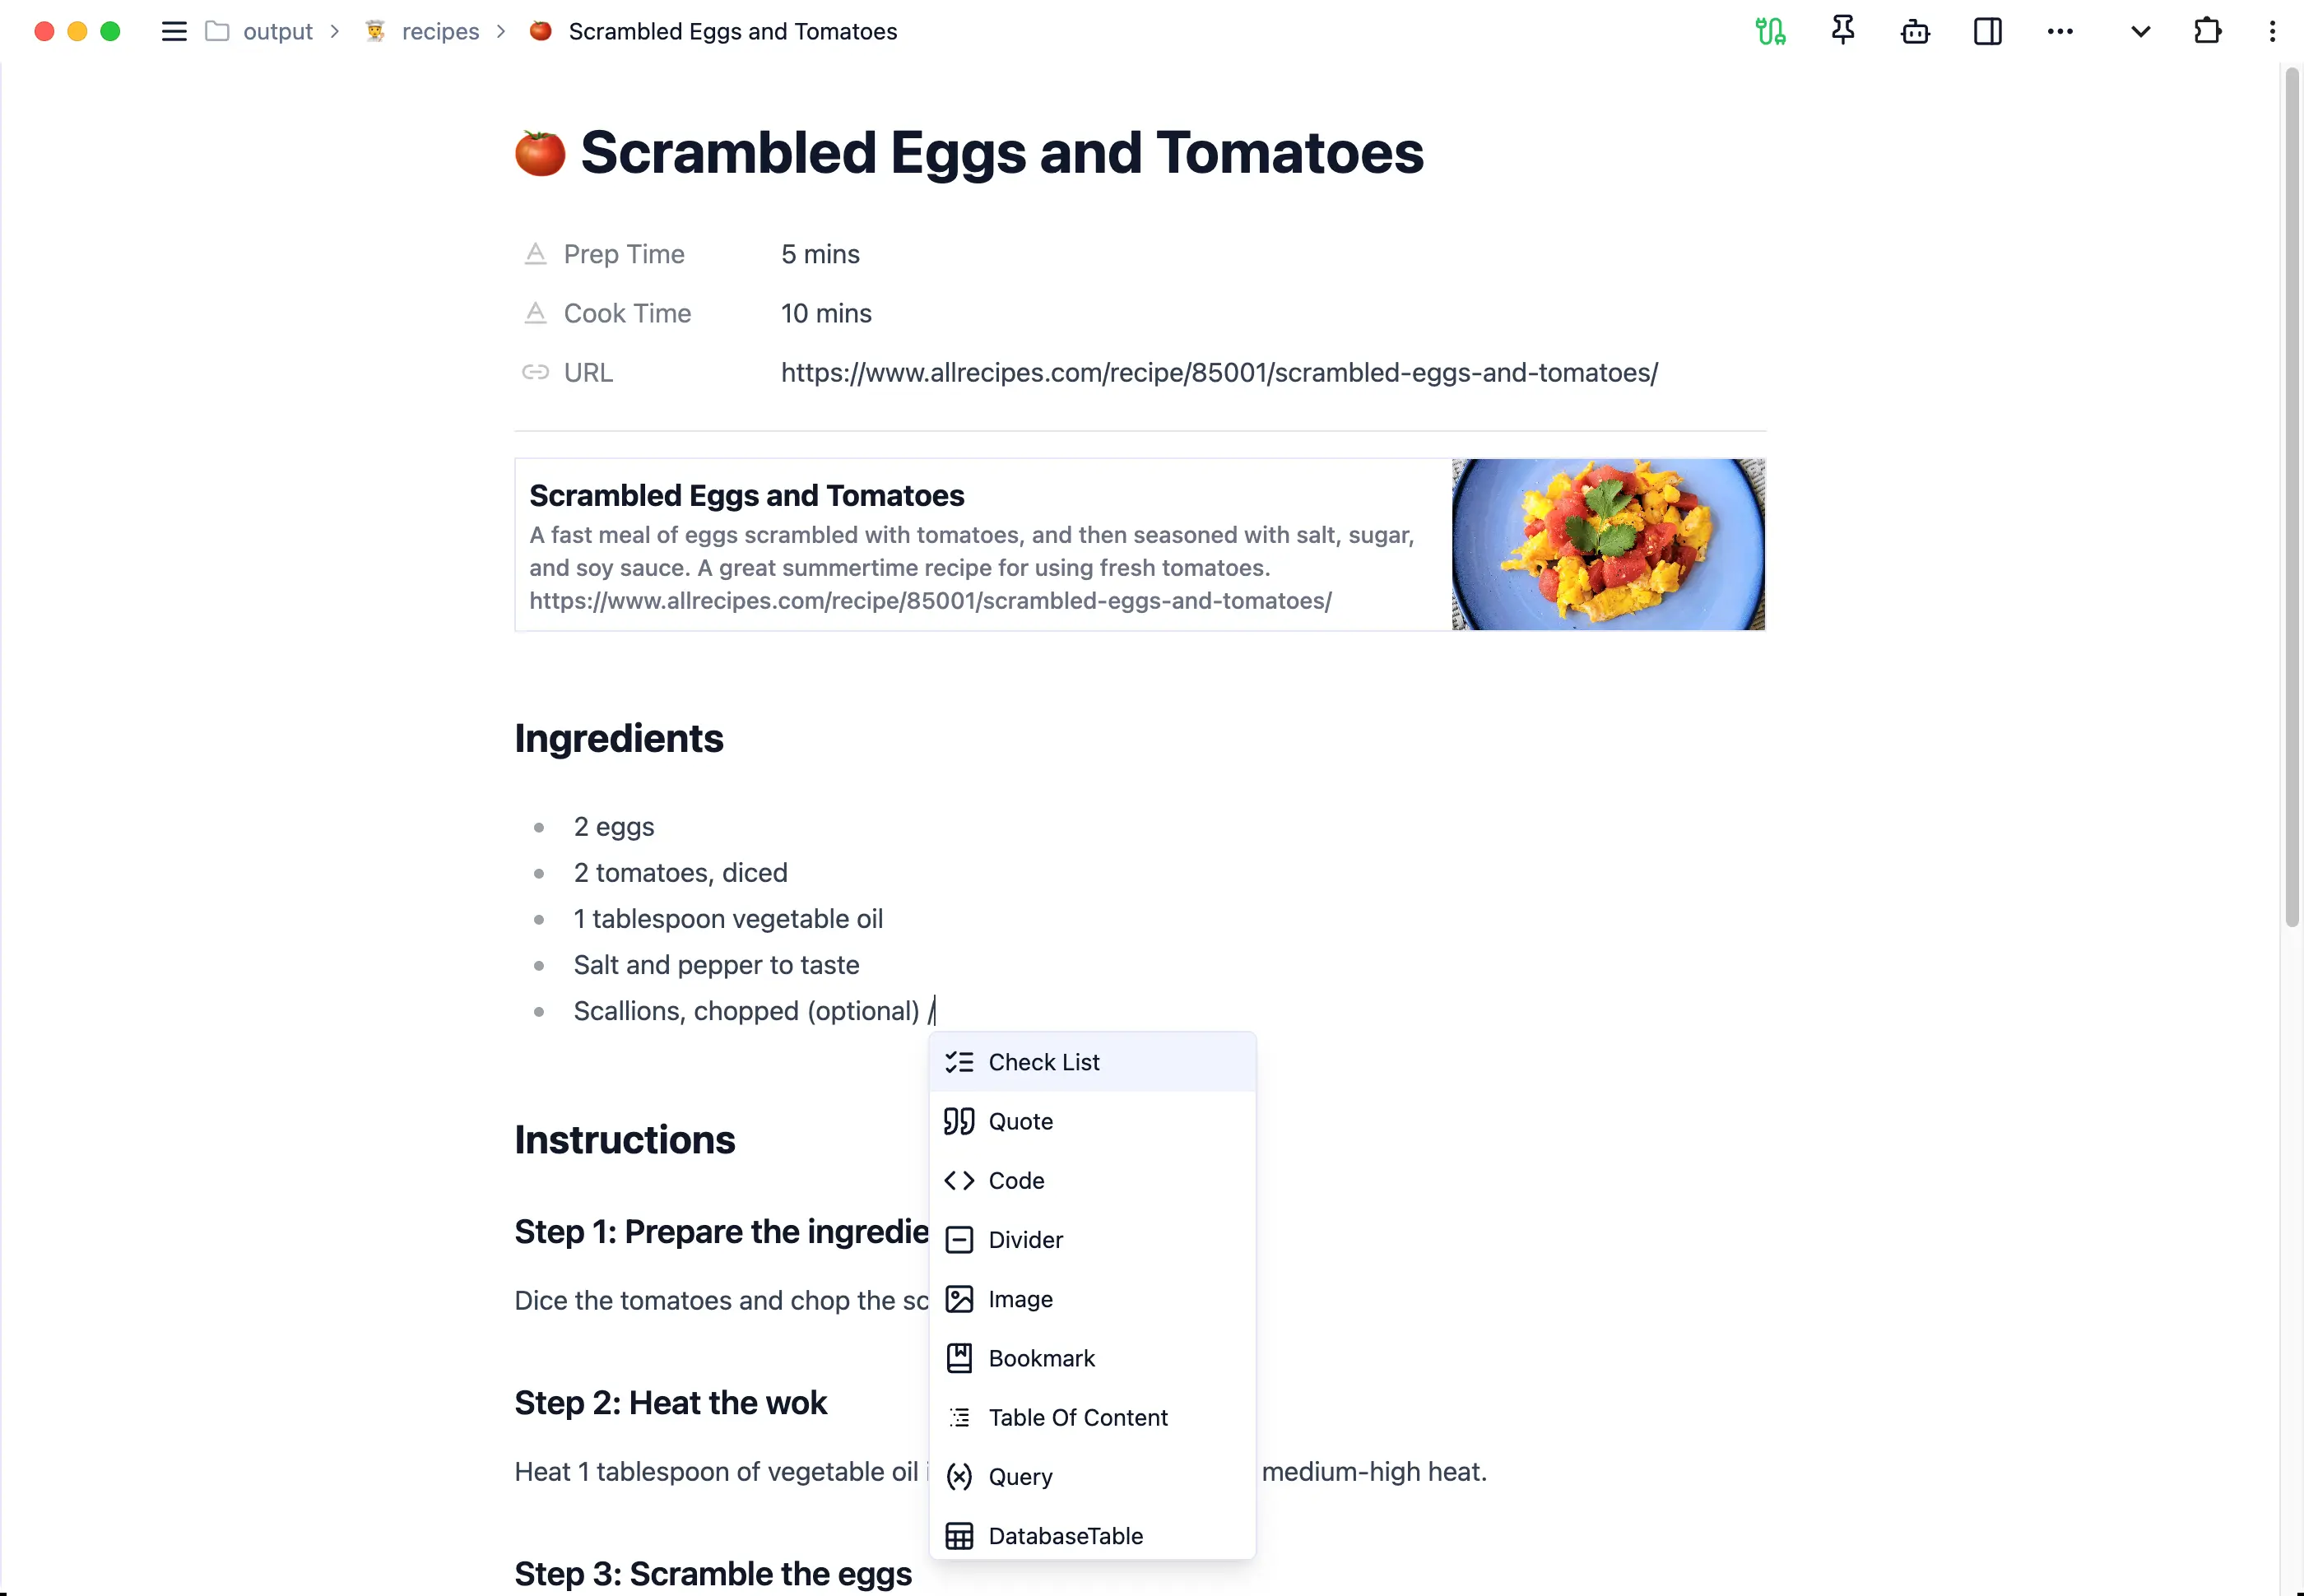 output > recipes > Scrambled Eggs and Tomatoes
Scrambled Eggs and Tomatoes
Prep Time 5 mins
Cook Time 10 mins
URL https://www.allrecipes.com/recipe/85001/scrambled-eggs-and-tomatoes/
Scrambled Eggs and Tomatoes
A fast meal of eggs scrambled with tomatoes, and then seasoned with salt, sugar,
and soy sauce. A great summertime recipe for using fresh tomatoes.
https://www.allrecipes.com/recipe/85001/scrambled-eggs-and-tomatoes/
Ingredients
2 eggs
2 tomatoes, diced
1 tablespoon vegetable oil
Salt and pepper to taste
Scallions, chopped (optional) /
Check List
Quote
Code
Divider
Image
Bookmark
Table Of Content
Query
DatabaseTable
Instructions
Step 1: Prepare the
Dice the tomatoes and chop the
Step 2: Heat the wok
Heat 1 tablespoon of vegetable oil medium-high heat.
Step 3: Scramble the eggs